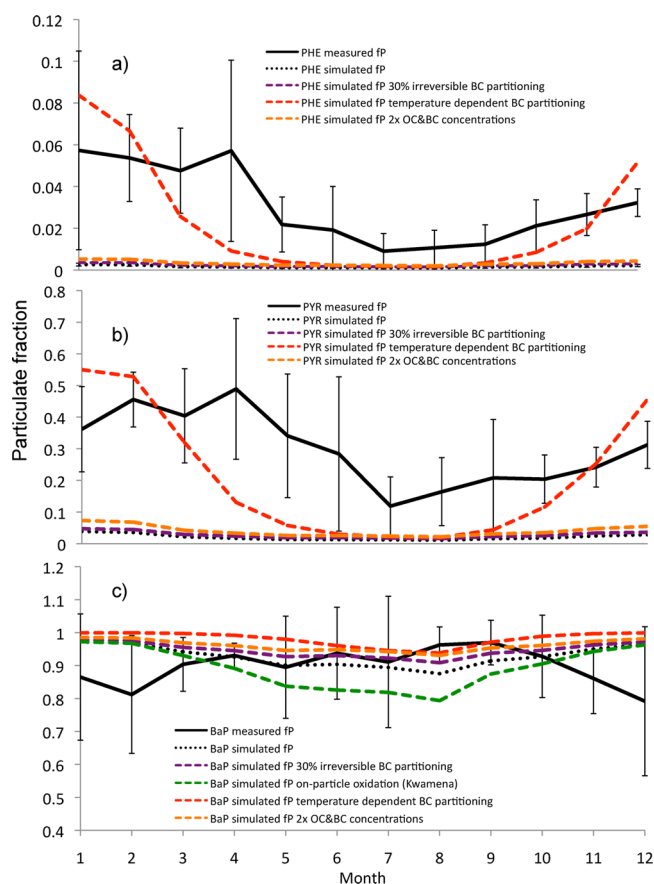 0.12
0.1
0.08
0.06
0.04
0.02
0
a)
PHE measured fP
PHE simulated fP
PHE simulated fP 30% irreversible BC partitioning
PHE simulated fP temperature dependent BC partitioning
PHE simulated fP 2x OC&BC concentrations
Particulate fraction
0.8
0.7
0.6
0.5
0.4
0.3
0.2
0.1
0
b)
PYR measured fP
PYR simulated fP
PYR simulated fP 30% irreversible BC partitioning
PYR simulated fP temperature dependent BC partitioning
PYR simulated fP 2x OC&BC concentrations
1.2
1.1
1
0.9
0.8
0.7
0.6
0.5
0.4
c)
BaP measured fP
BaP simulated fP
BaP simulated fP 30% irreversible BC partitioning
BaP simulated fP on-particle oxidation (Kwamena)
BaP simulated fP temperature dependent BC partitioning
BaP simulated fP 2x OC&BC concentrations
1 2 3 4 5 6 7 8 9 10 11 12
Month